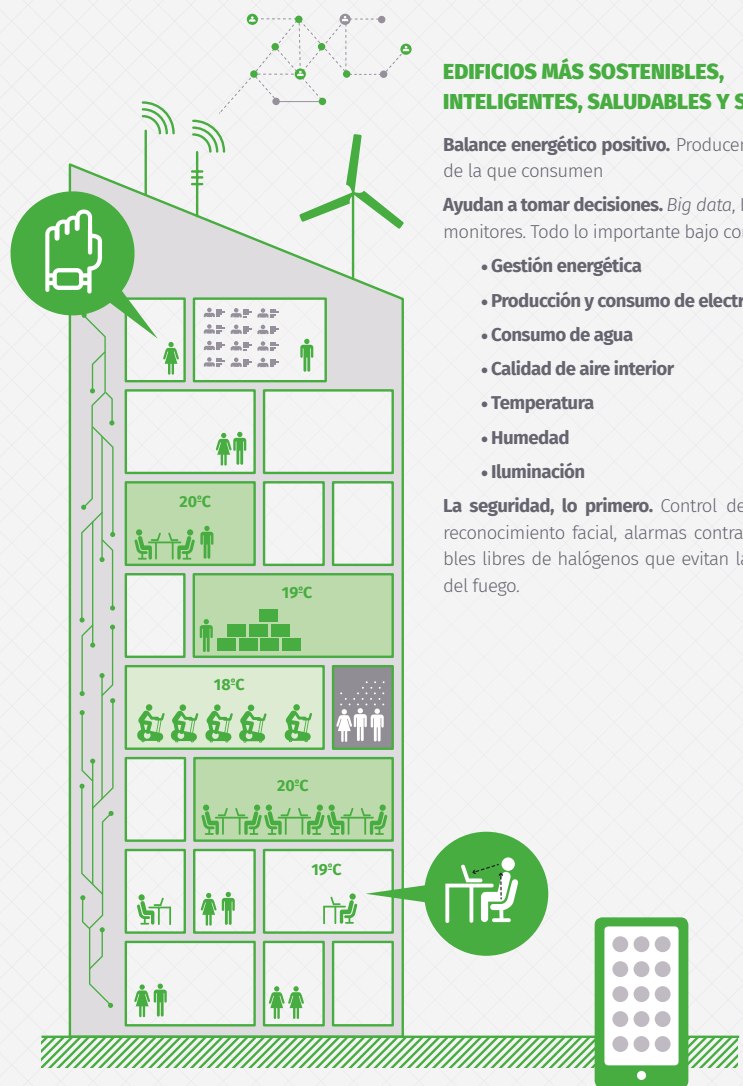 EDIFICIOS MÁS SOSTENIBLES,
INTELIGENTES, SALUDABLES Y
Balance energético positivo. Producen
de la que consumen
Ayudan a tomar decisiones. Big data,
monitores. Todo lo importante bajo
• Gestión energética
• Producción y consumo de
• Consumo de agua
• Calidad de aire interior
• Temperatura
• Humedad
• Iluminación
La seguridad, lo primero. Control de
reconocimiento facial, alarmas contra
bles libres de halógenos que evitan la
del fuego.
20ºC
19ºC
18ºC
20ºC
19ºC